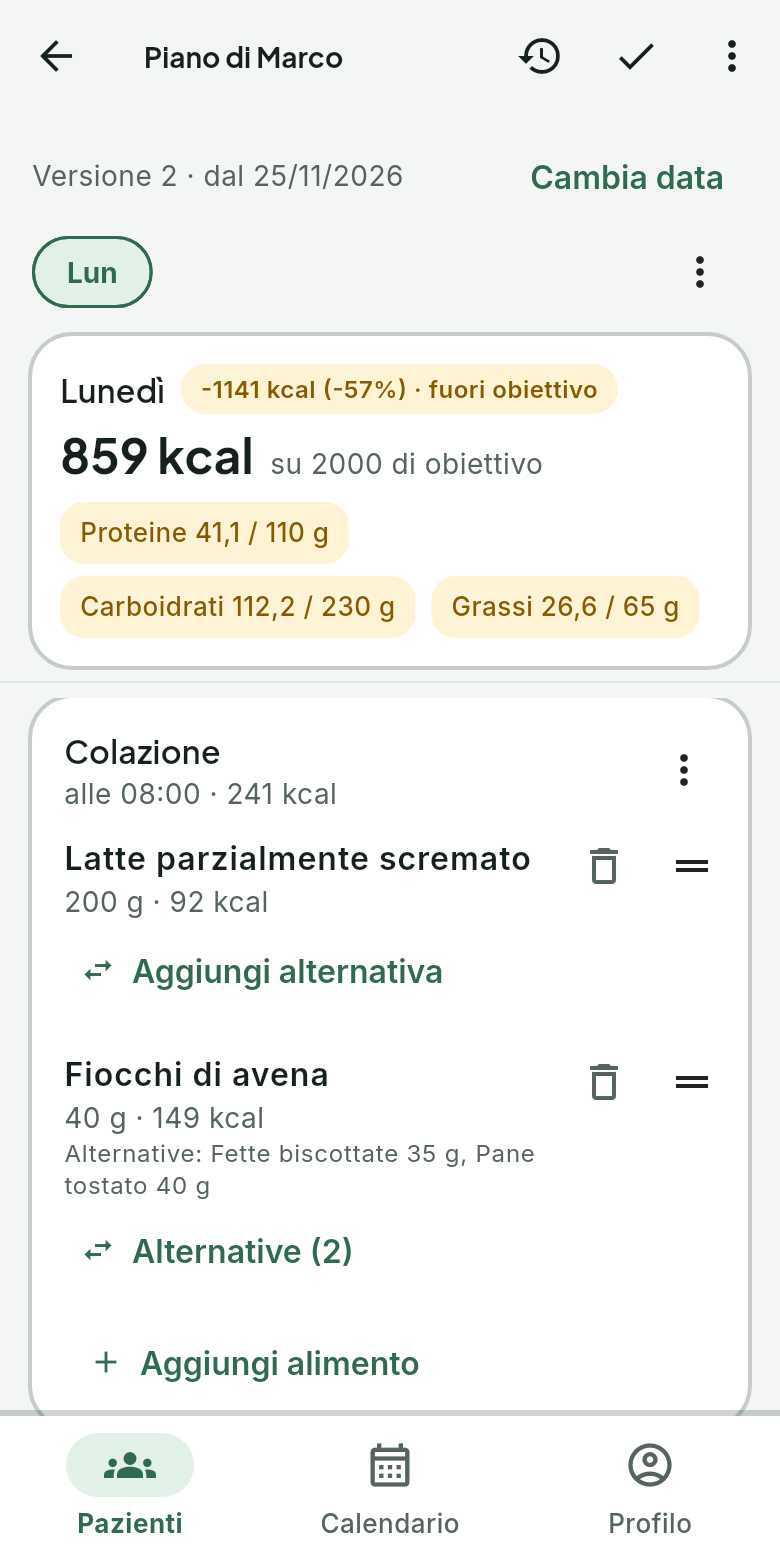 Piano di Marco
Versione 2 · dal 25/11/2026
Cambia data
Lun
Lunedì
-1141 kcal (-57%) · fuori obiettivo
859 kcal su 2000 di obiettivo
Proteine 41,1 / 110 g
Carboidrati 112,2 / 230 g
Grassi 26,6 / 65 g
Colazione
alle 08:00 · 241 kcal
Latte parzialmente scremato
200 g · 92 kcal
Aggiungi alternativa
Fiocchi di avena
40 g · 149 kcal
Alternative: Fette biscottate 35 g, Pane
tostato 40 g
Alternative (2)
Aggiungi alimento
Pazienti
Calendario
Profilo